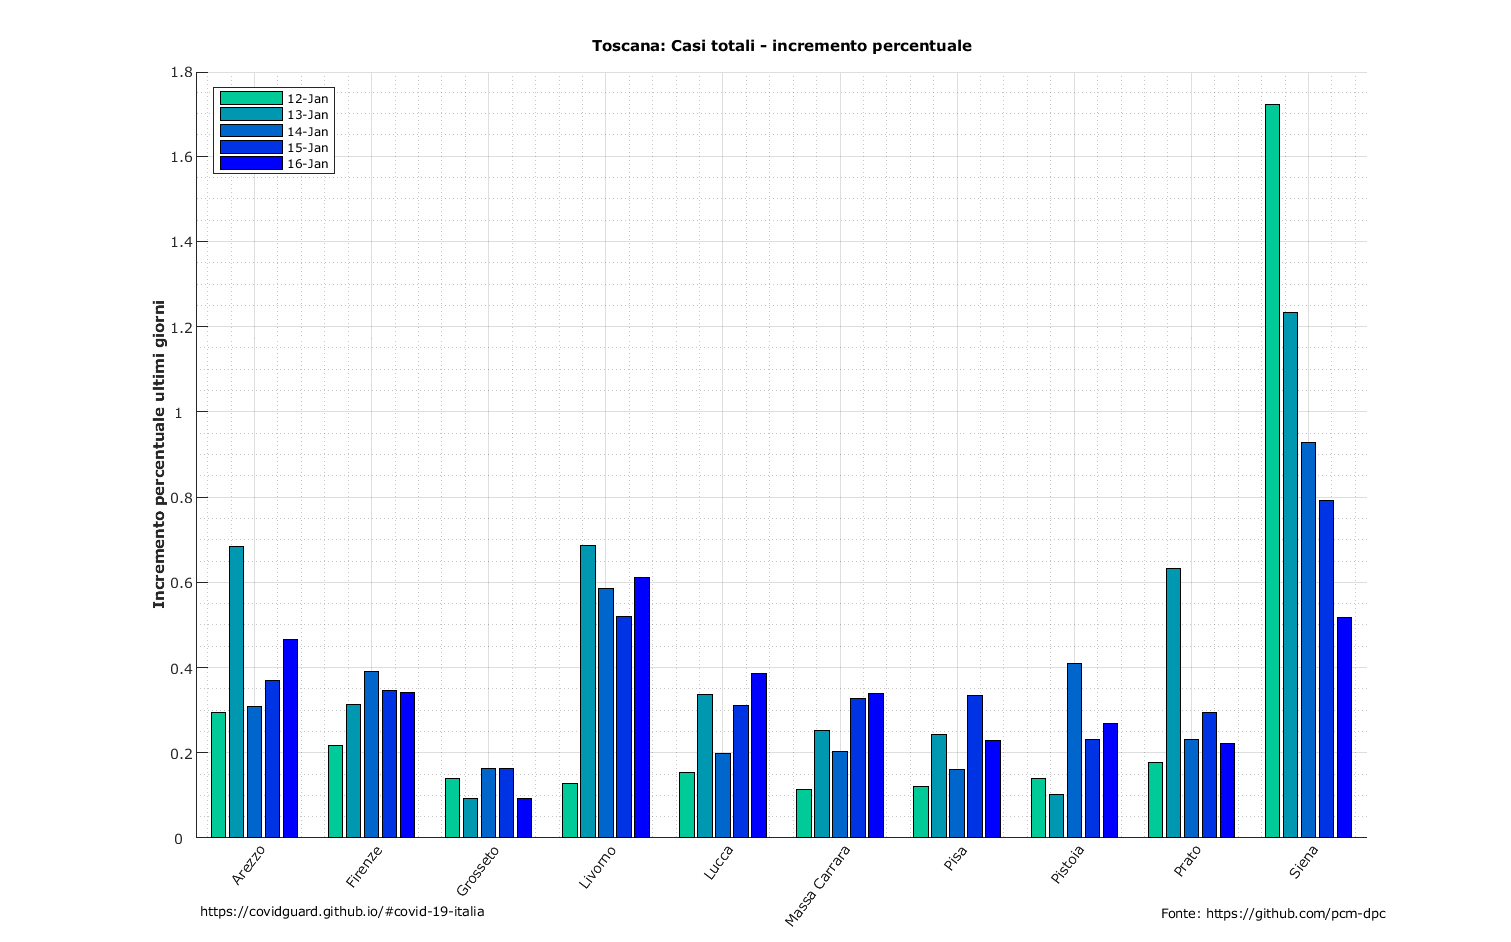 Toscana: Casi totali - incremento percentuale
Incremento percentuale ultimi giorni
1.8
1.6
1.4
1.2
1
0.8
0.6
0.4
0.2
0
12-Jan
13-Jan
14-Jan
15-Jan
16-Jan
Arezzo
Firenze
Grosseto
Livorno
Lucca
Massa Carrara
Pisa
Pistoia
Prato
Siena
https://covidguard.github.io/#covid-19-italia
Fonte: https://github.com/pcm-dpc